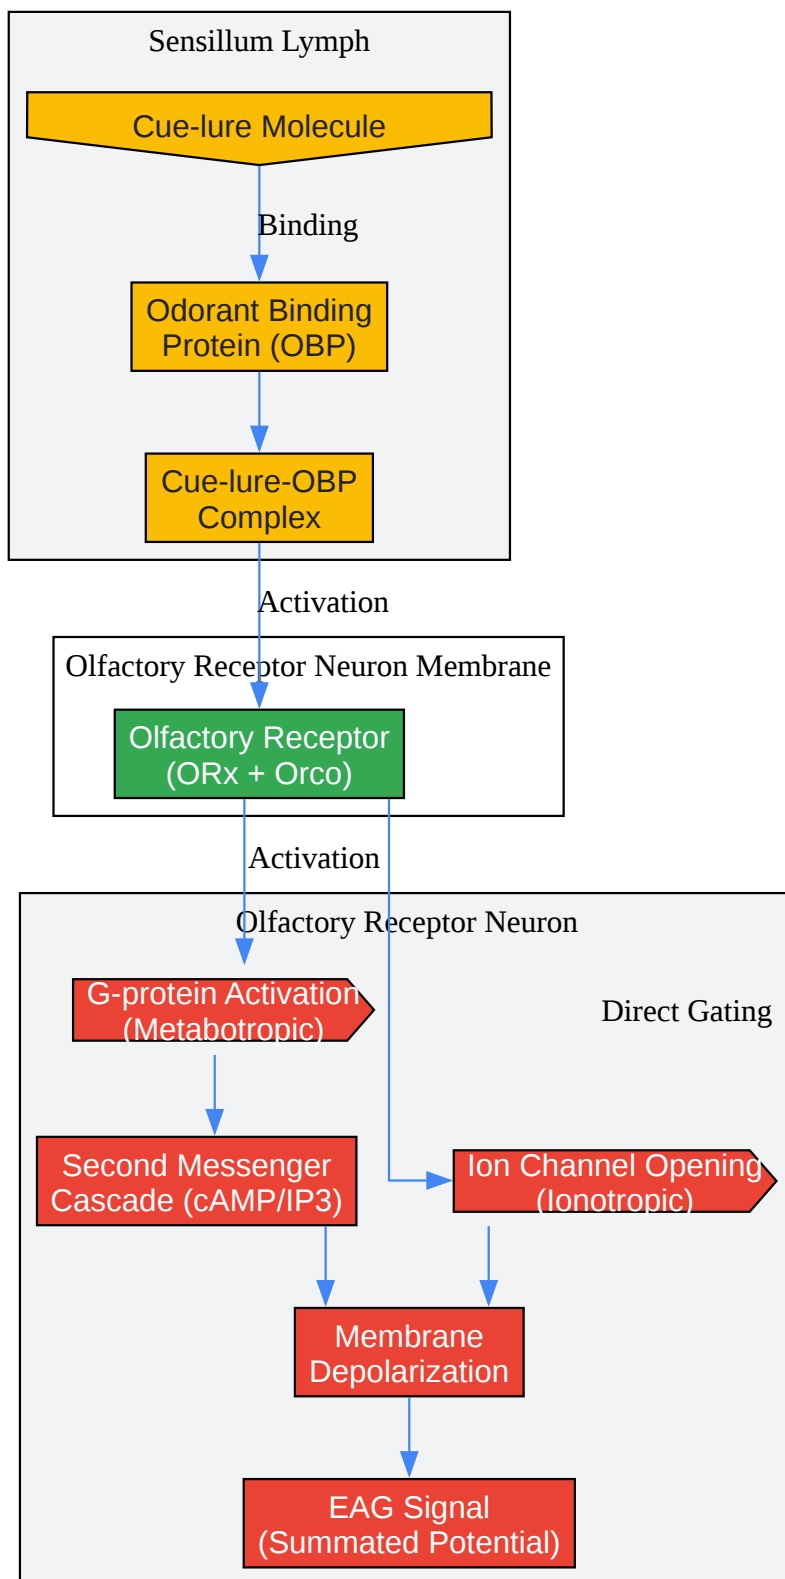 Sensillum Lymph
Cue-lure Molecule
Binding
Odorant Binding
Protein (OBP)
Cue-lure-OBP
Complex
Activation
Olfactory Receptor Neuron Membrane
Olfactory Receptor
(ORx + Orco)
Activation
Olfactory Receptor Neuron
G-protein Activation
(Metabotropic)
Direct Gating
Second Messenger
Cascade (cAMP/IP3)
Ion Channel Opening
(Ionotropic)
Membrane
Depolarization
EAG Signal
(Summated Potential)